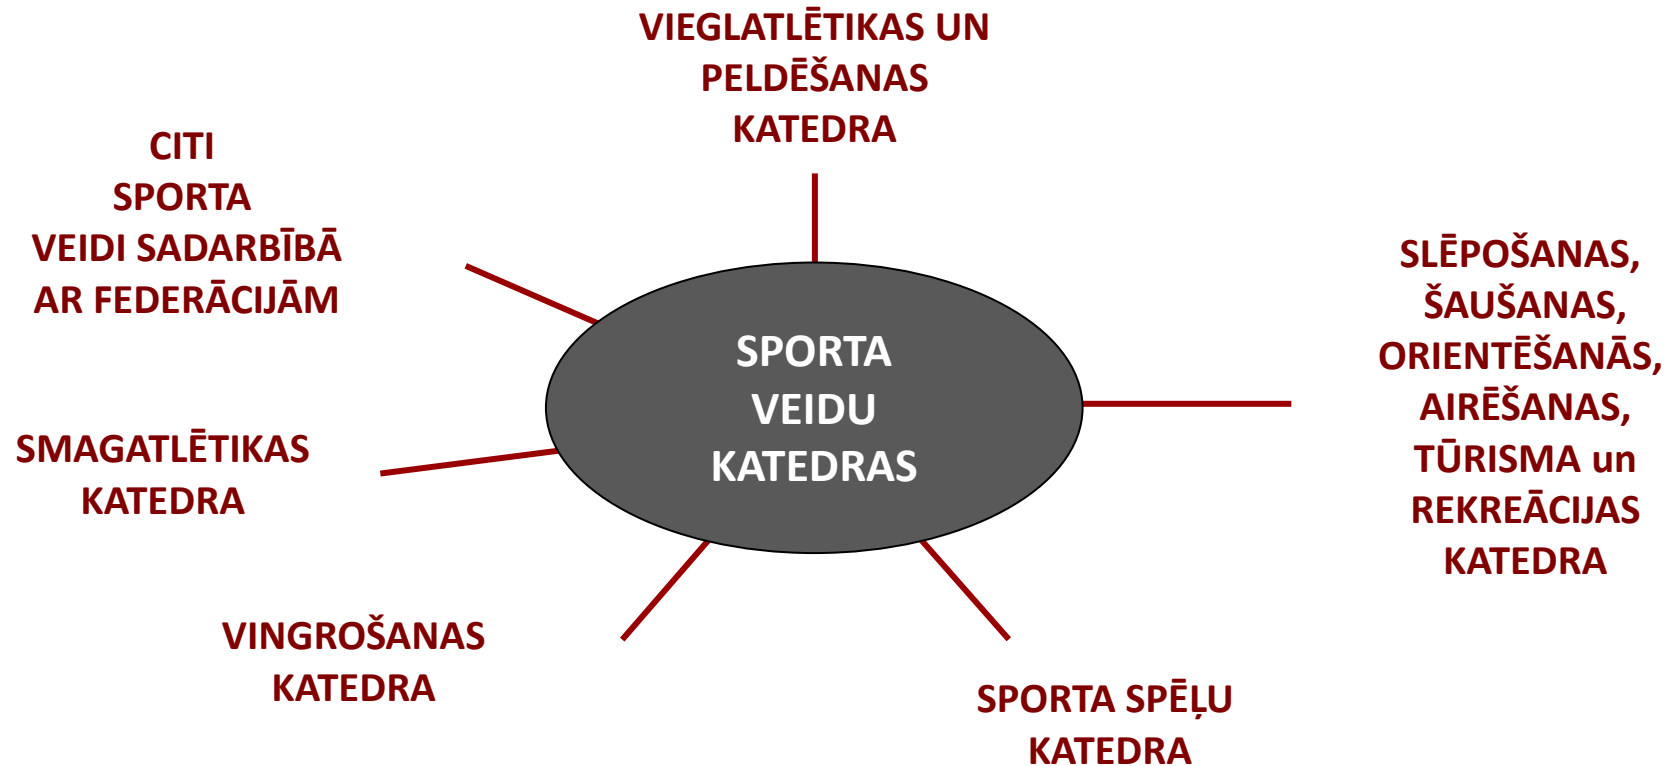 VIEGLATLĒTIKAS UN
PELDĒŠANAS
KATEDRA
CITI
SPORTA
VEIDI SADARBĪBĀ
AR FEDERĀCIJĀM
SLĒPOŠANAS,
ŠAUŠANAS,
ORIENTĒŠANĀS,
AIRĒŠANAS,
TŪRISMA un
REKREĀCIJAS
KATEDRA
SPORTA
VEIDU
KATEDRAS
SMAGATLĒTIKAS
KATEDRA
VINGROŠANAS
KATEDRA
SPORTA SPĒĻU
KATEDRA